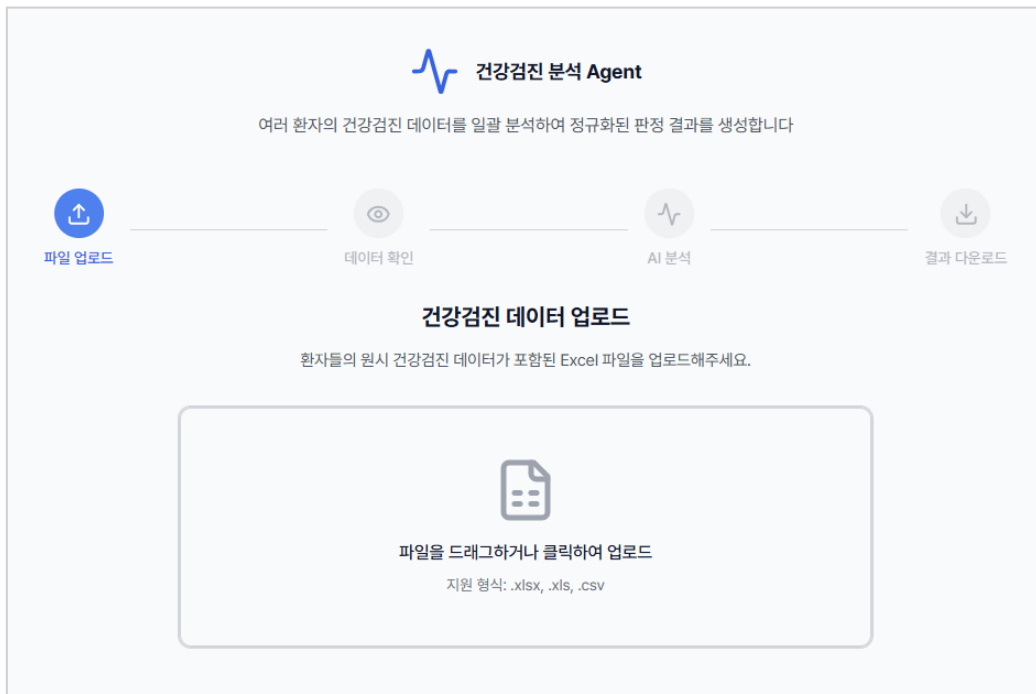 건강검진 분석 Agent
여러 환자의 건강검진 데이터를 일괄 분석하여 정규화된 판정 결과를 생성합니다
파일 업로드
데이터 확인
AI 분석
결과 다운로드
건강검진 데이터 업로드
환자들의 원시 건강검진 데이터가 포함된 Excel 파일을 업로드해주세요.
파일을 드래그하거나 클릭하여 업로드
지원 형식: .xlsx, .xls, .csv